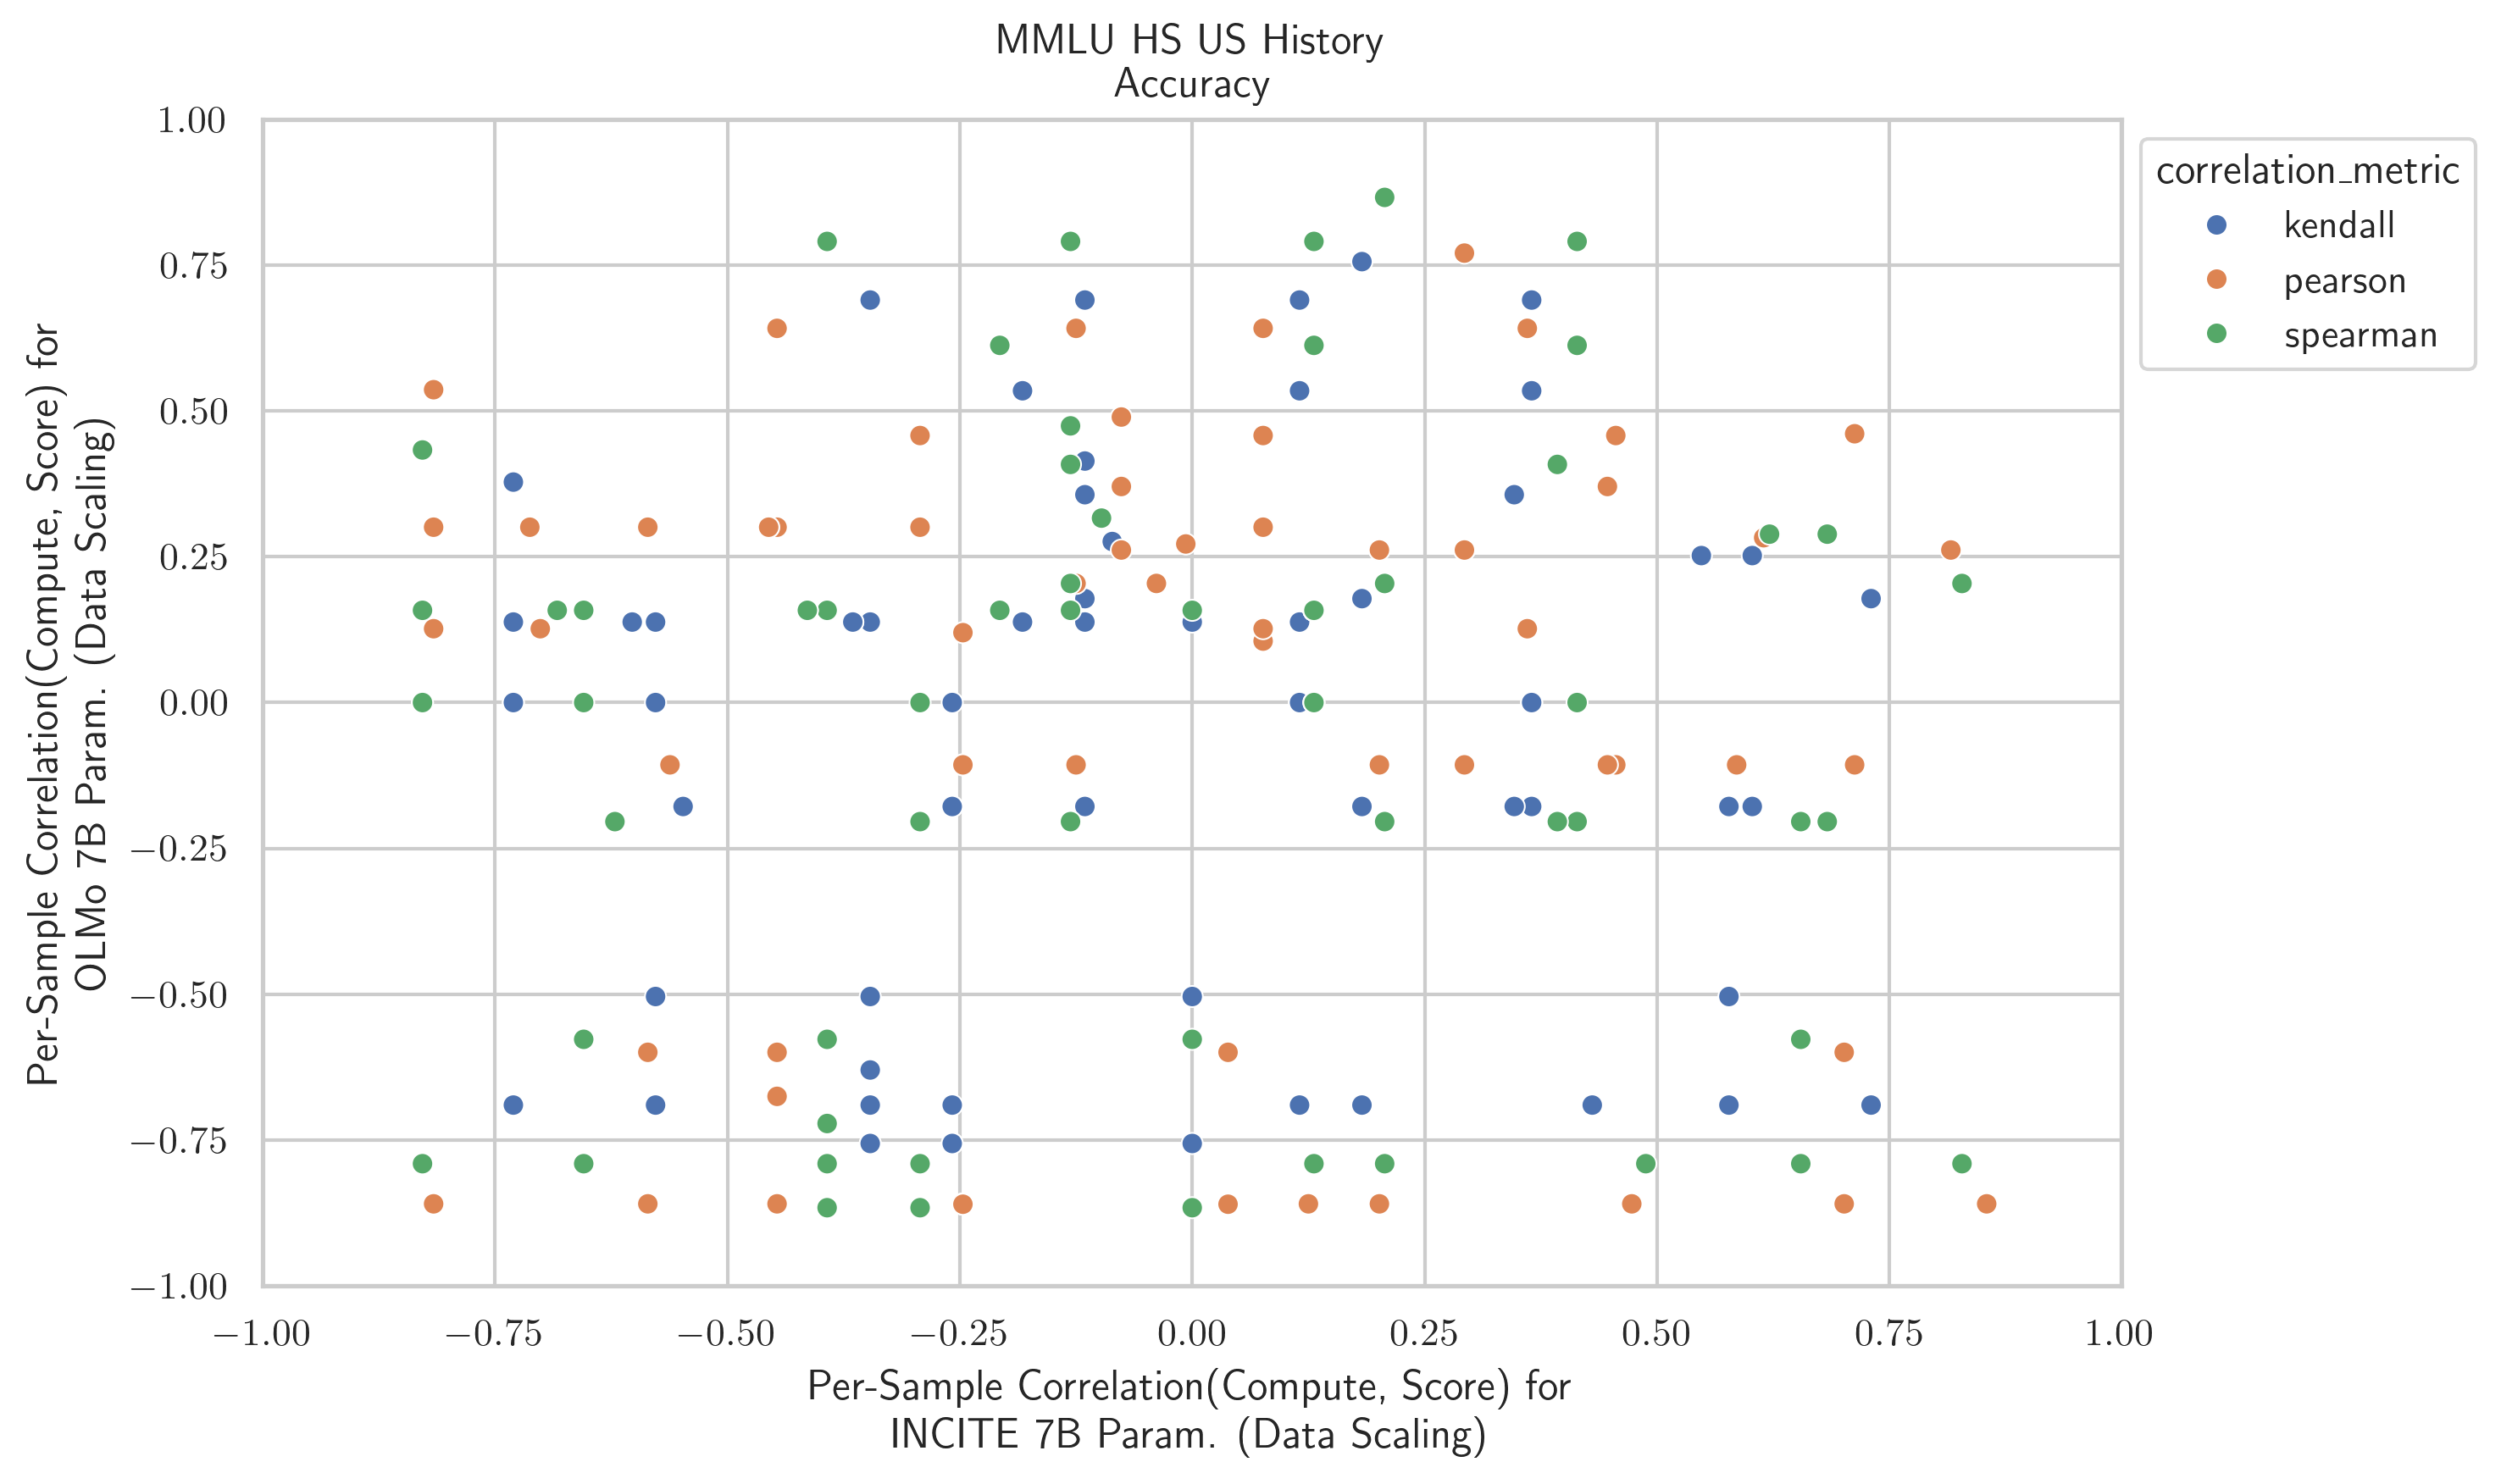 MMLU HS US History
Accuracy
1.00
0.75
0.50
0.25
0.00
−0.25
−0.50
−0.75
−1.00
Per-Sample Correlation(Compute, Score) for
OLMo 7B Param. (Data Scaling)
correlation_metric
kendall
pearson
spearman
−1.00
−0.75
−0.50
−0.25
0.00
0.25
0.50
0.75
1.00
Per-Sample Correlation(Compute, Score) for
INCITE 7B Param. (Data Scaling)